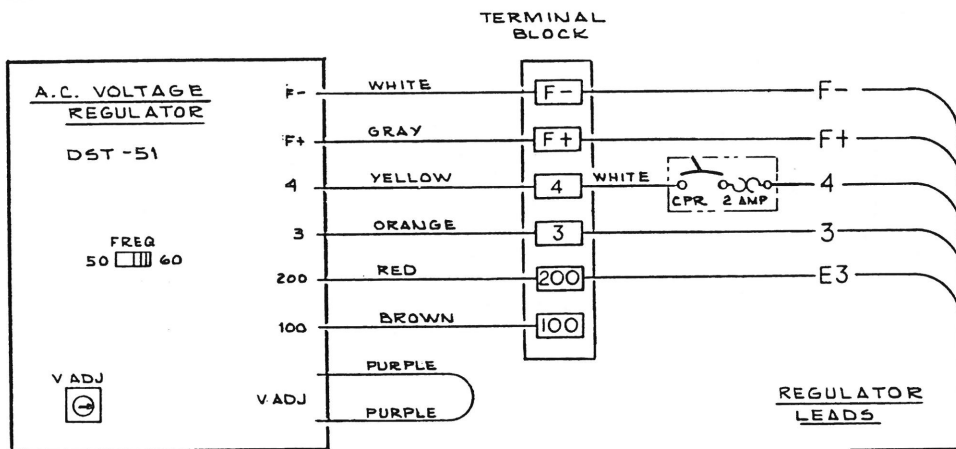 TERMINAL
BLOCK
A.C. VOLTAGE
REGULATOR
DST-51
F- WHITE F- F-
F+ GRAY F+ F+
4 YELLOW 4 WHITE CPR 2 AMP 4
3 ORANGE 3 3
FREQ
50 60
200 RED 200 E3
100 BROWN 100
V ADJ
V ADJ
PURPLE
PURPLE
REGULATOR
LEADS